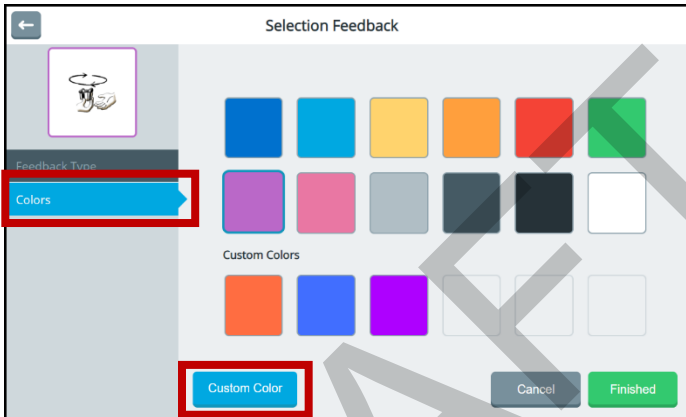 Selection Feedback
Feedback Type
Colors
Custom Colors
Custom Color
Cancel
Finished